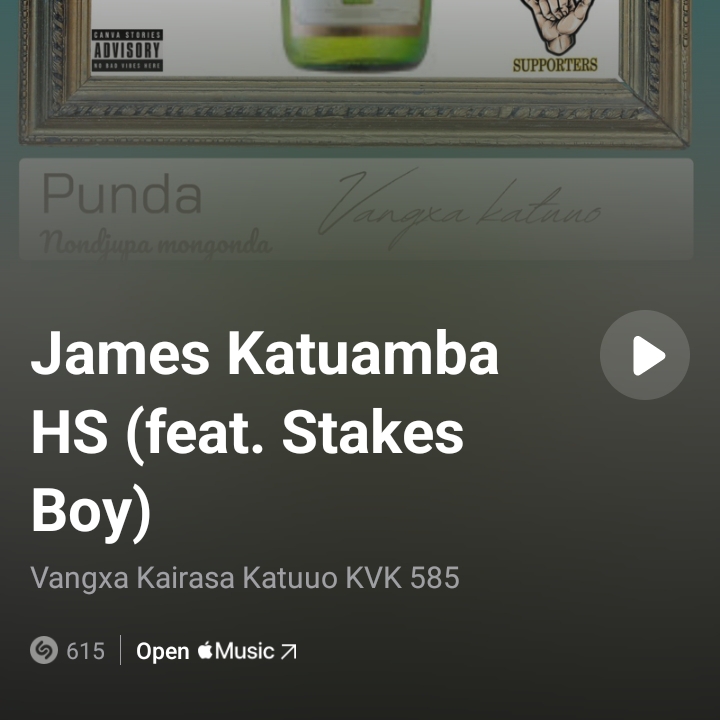 CANVA STORIES
ADVISORY
NO BAD VIBES HERE
SUPPORTERS
Punda
Vangxa katuuo
Nondjupa mongonda
James Katuamba
HS (feat. Stakes
Boy)
Vangxa Kairasa Katuuo KVK 585
615
Open Music